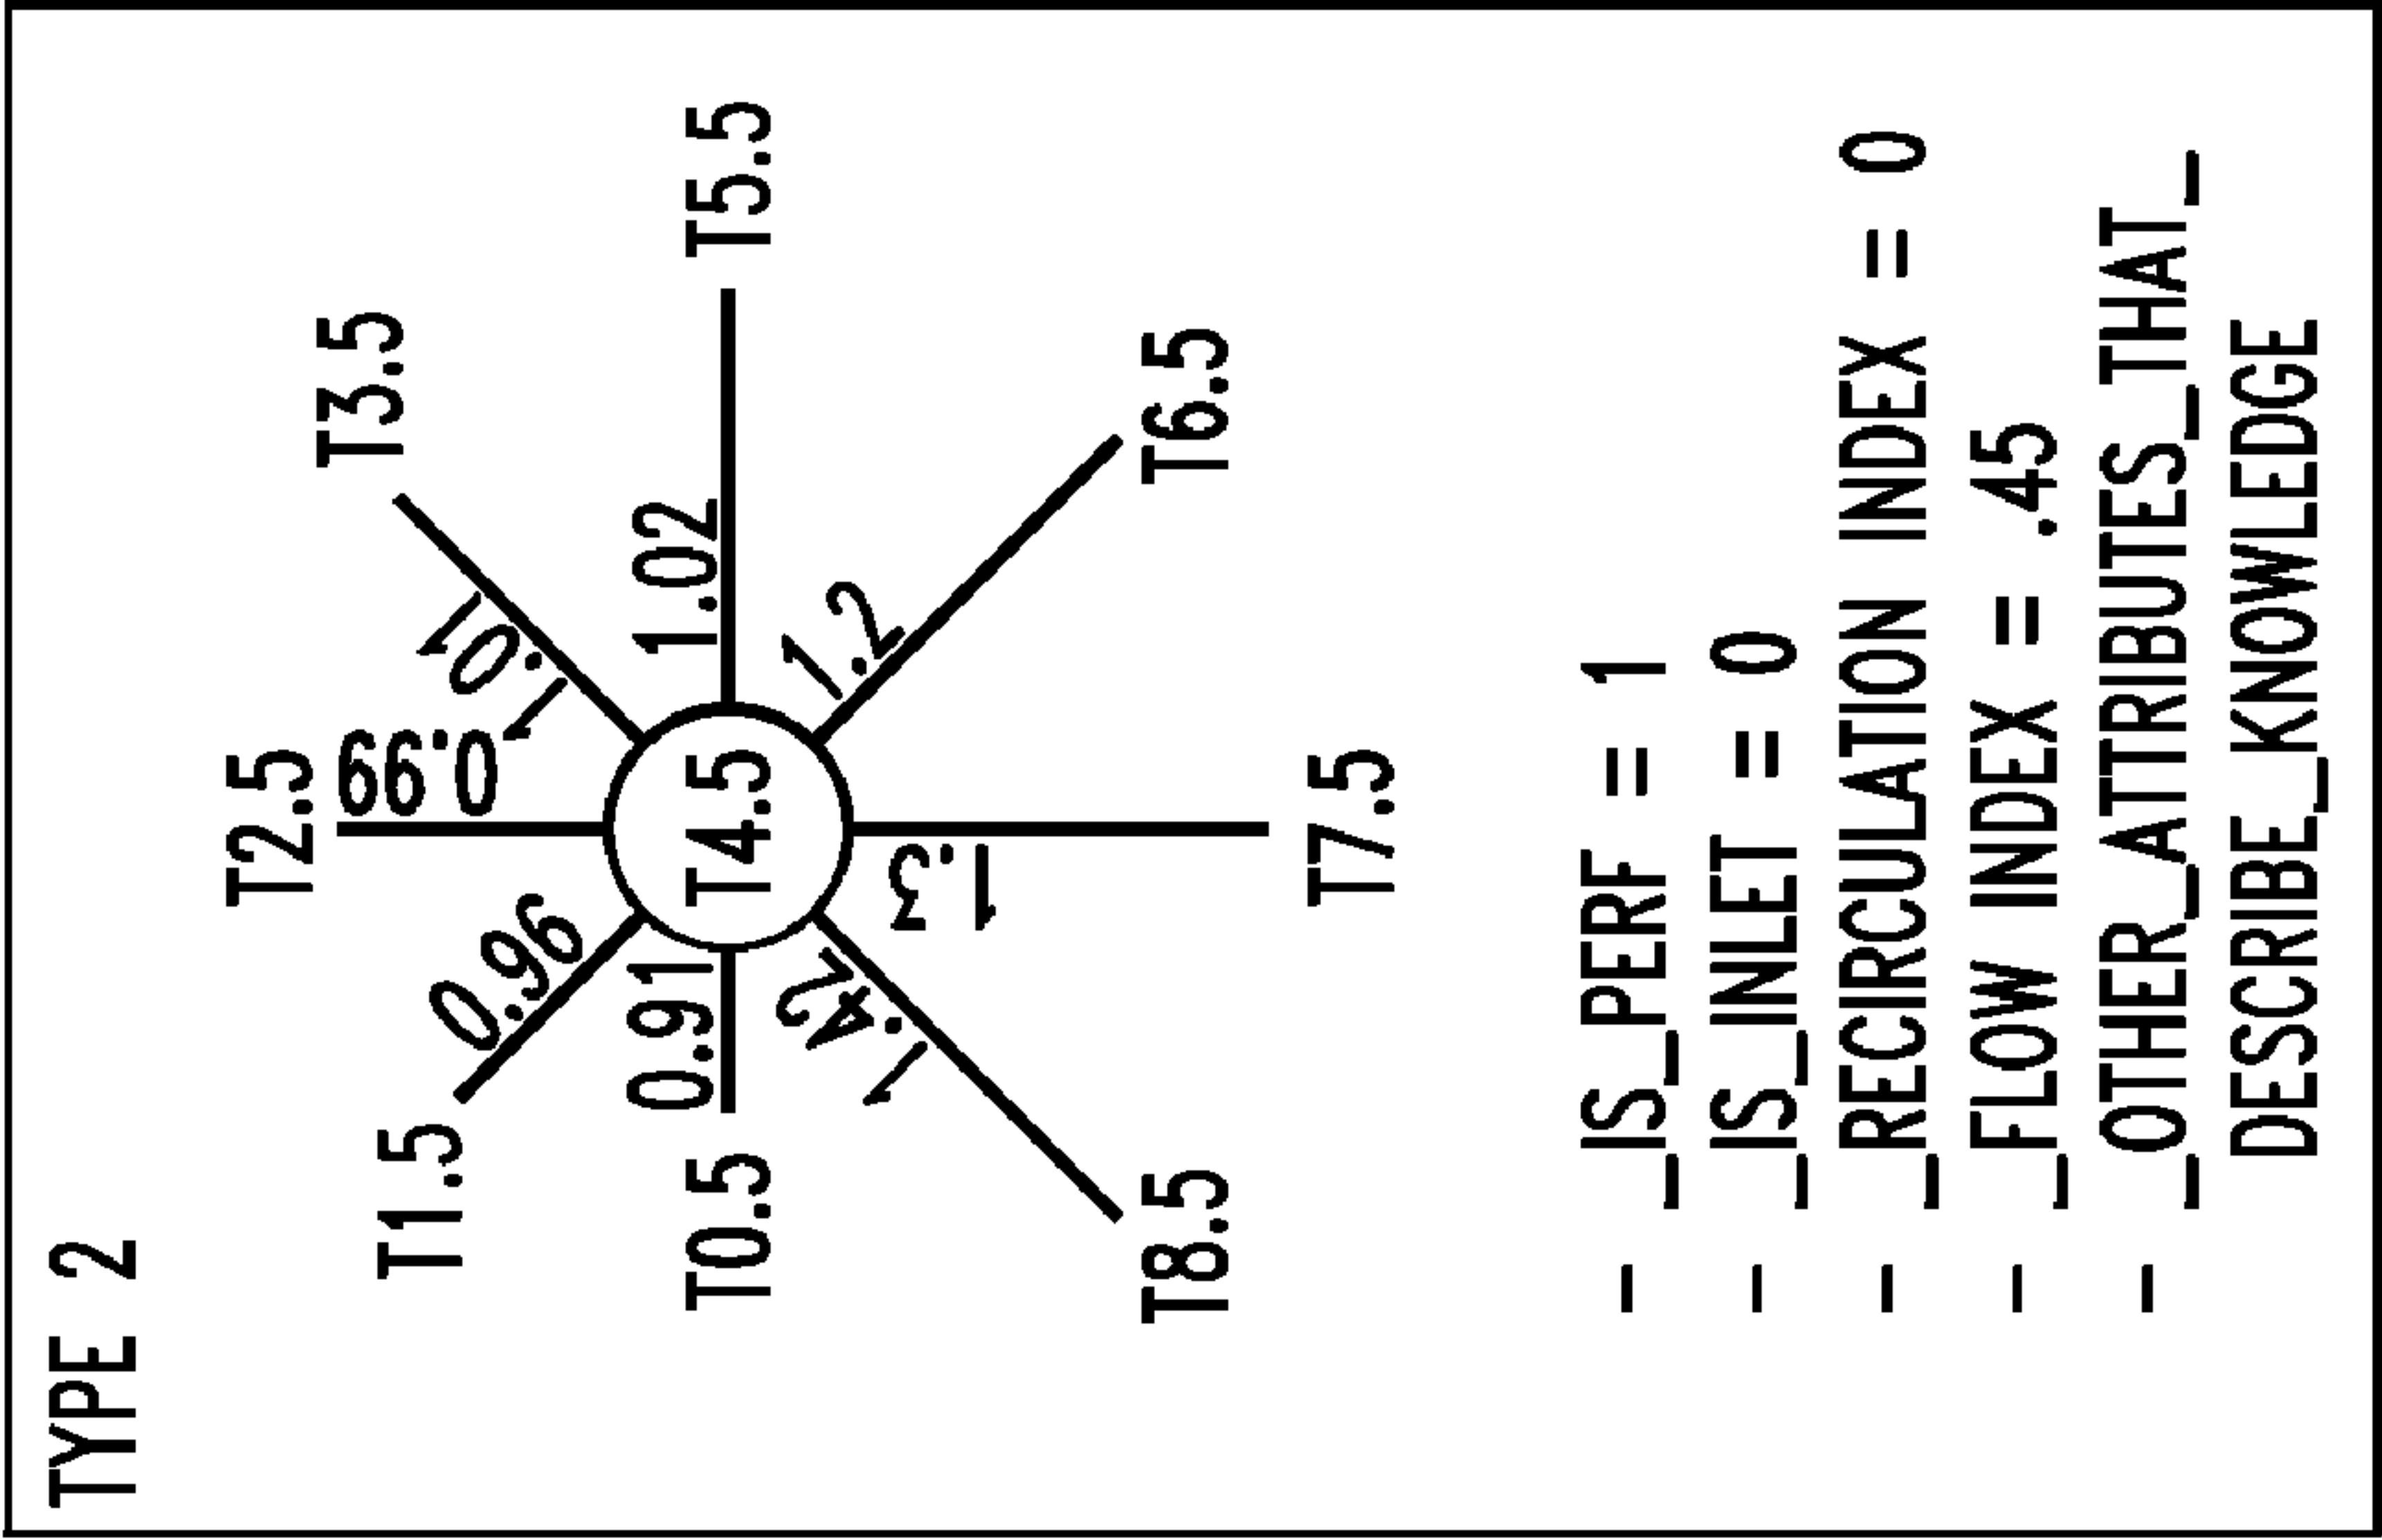 TYPE 2
T2.5
T1.5
T3.5
0.99
0.96
1.01
T0.5
0.91
T4.5
1.02
T5.5
1.42
1.2
1.3
T8.5
T6.5
T7.5
- _IS_PERF = 1
- _IS_INLET = 0
- _RECIRCULATION INDEX = 0
- _FLOW INDEX = .45
- _OTHER_ATTRIBUTES_THAT_
DESCRIBE_KNOWLEDGE